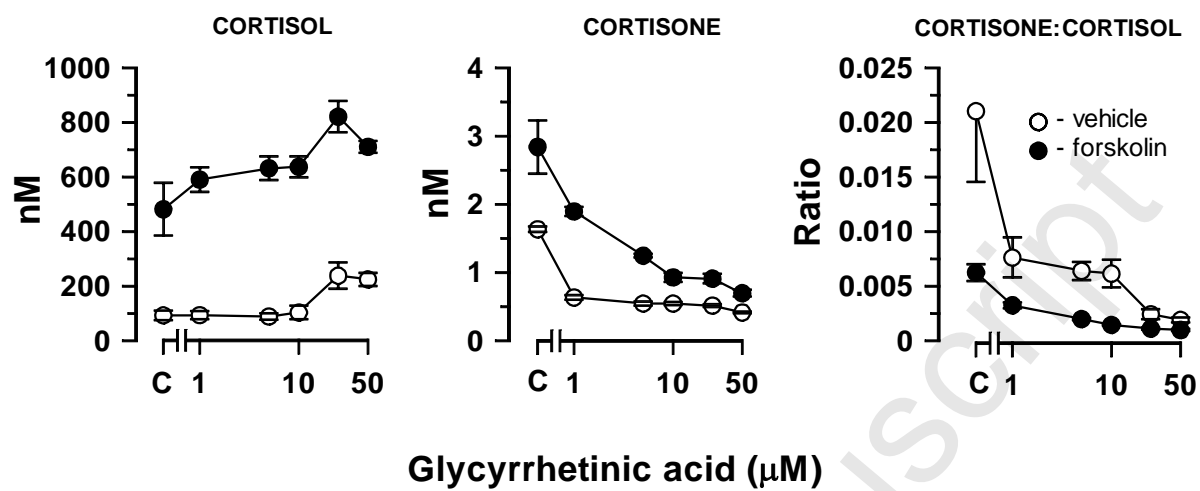 CORTISOL CORTISONE CORTISONE:CORTISOL
1000 4 0.025
- vehicle
800 0.020
- forskolin
3
600 0.015
nM nM 2 Ratio
400 0.010
1
200 0.005
0 0 0
C 1 10 50 C 1 10 50 C 1 10 50
Glycyrrhetinic acid (μM)
uscript